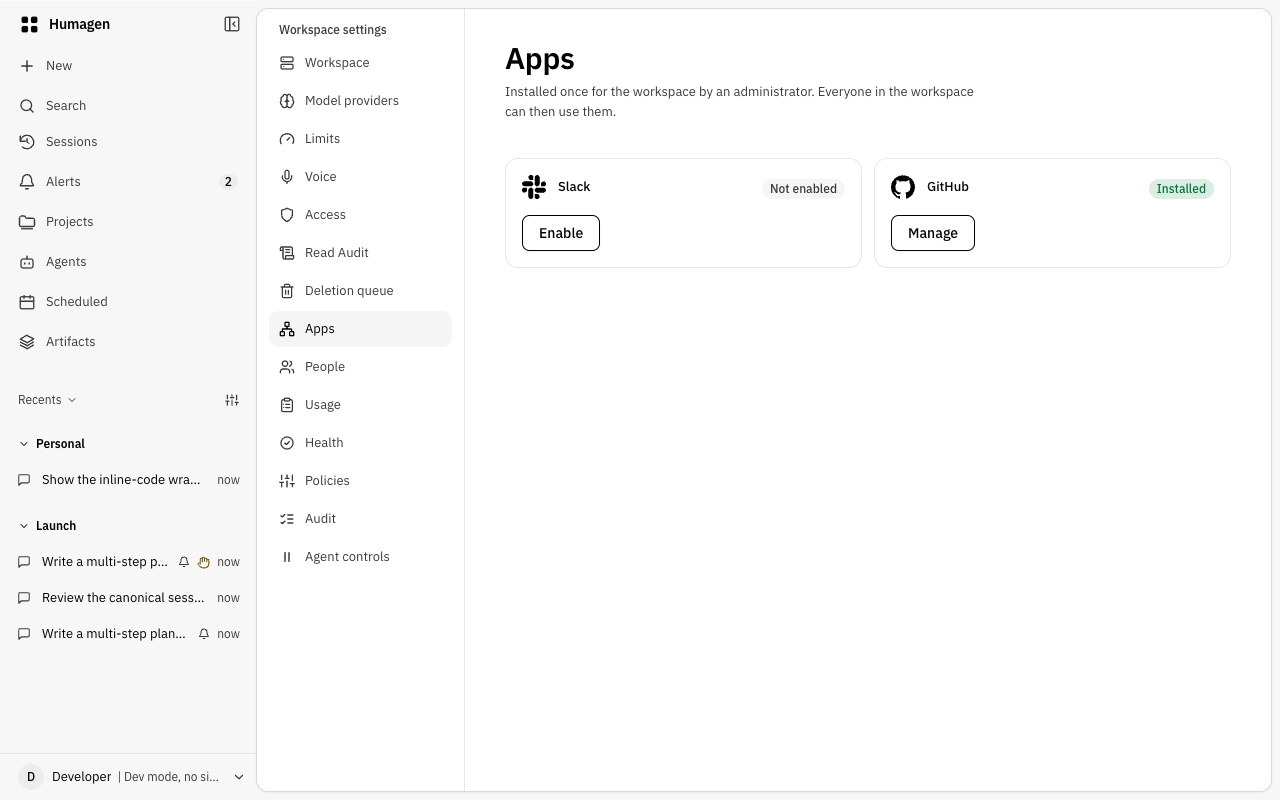 Humagen
New
Search
Sessions
Alerts 2
Projects
Agents
Scheduled
Artifacts
Recents
Personal
Show the inline-code wra... now
Launch
Write a multi-step p... now
Review the canonical sess... now
Write a multi-step plan... now
D Developer | Dev mode, no si...
Workspace settings
Workspace
Model providers
Limits
Voice
Access
Read Audit
Deletion queue
Apps
People
Usage
Health
Policies
Audit
Agent controls
Apps
Installed once for the workspace by an administrator. Everyone in the workspace
can then use them.
Slack Not enabled
Enable
GitHub Installed
Manage